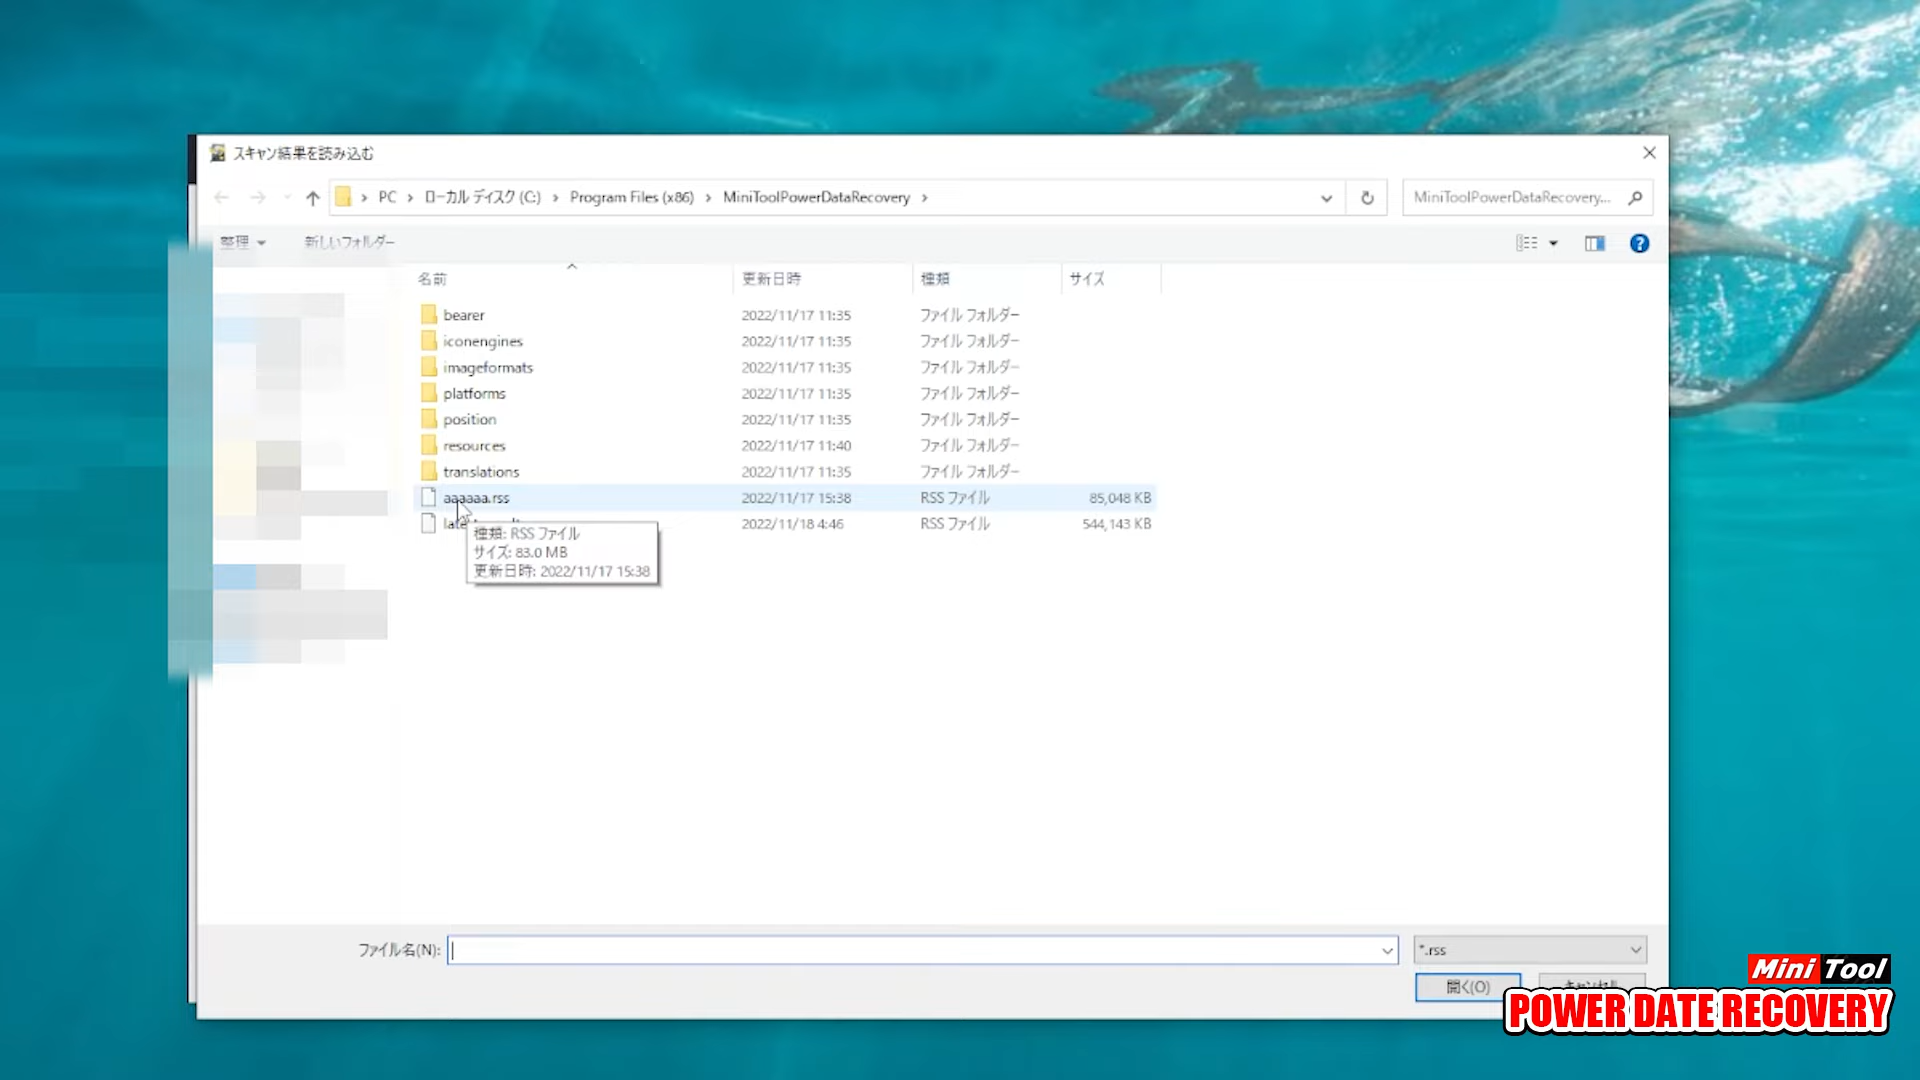 スキャン結果を読み込む
PC > ローカル ディスク (C:) > Program Files (x86) > MiniToolPowerDataRecovery >
MiniToolPowerDataRecovery...
整理 新しいフォルダー
名前 更新日時 種類 サイズ
bearer 2022/11/17 11:35 ファイル フォルダー
iconengines 2022/11/17 11:35 ファイル フォルダー
imageformats 2022/11/17 11:35 ファイル フォルダー
platforms 2022/11/17 11:35 ファイル フォルダー
position 2022/11/17 11:35 ファイル フォルダー
resources 2022/11/17 11:40 ファイル フォルダー
translations 2022/11/17 11:35 ファイル フォルダー
aaaaaa.rss 2022/11/17 15:38 RSS ファイル 85,048 KB
2022/11/18 4:46 RSS ファイル 544,143 KB
種類: RSS ファイル
サイズ: 83.0 MB
更新日時: 2022/11/17 15:38
ファイル名(N): *.rss
開く(O) キャンセル
Mini Tool
POWER DATE RECOVERY